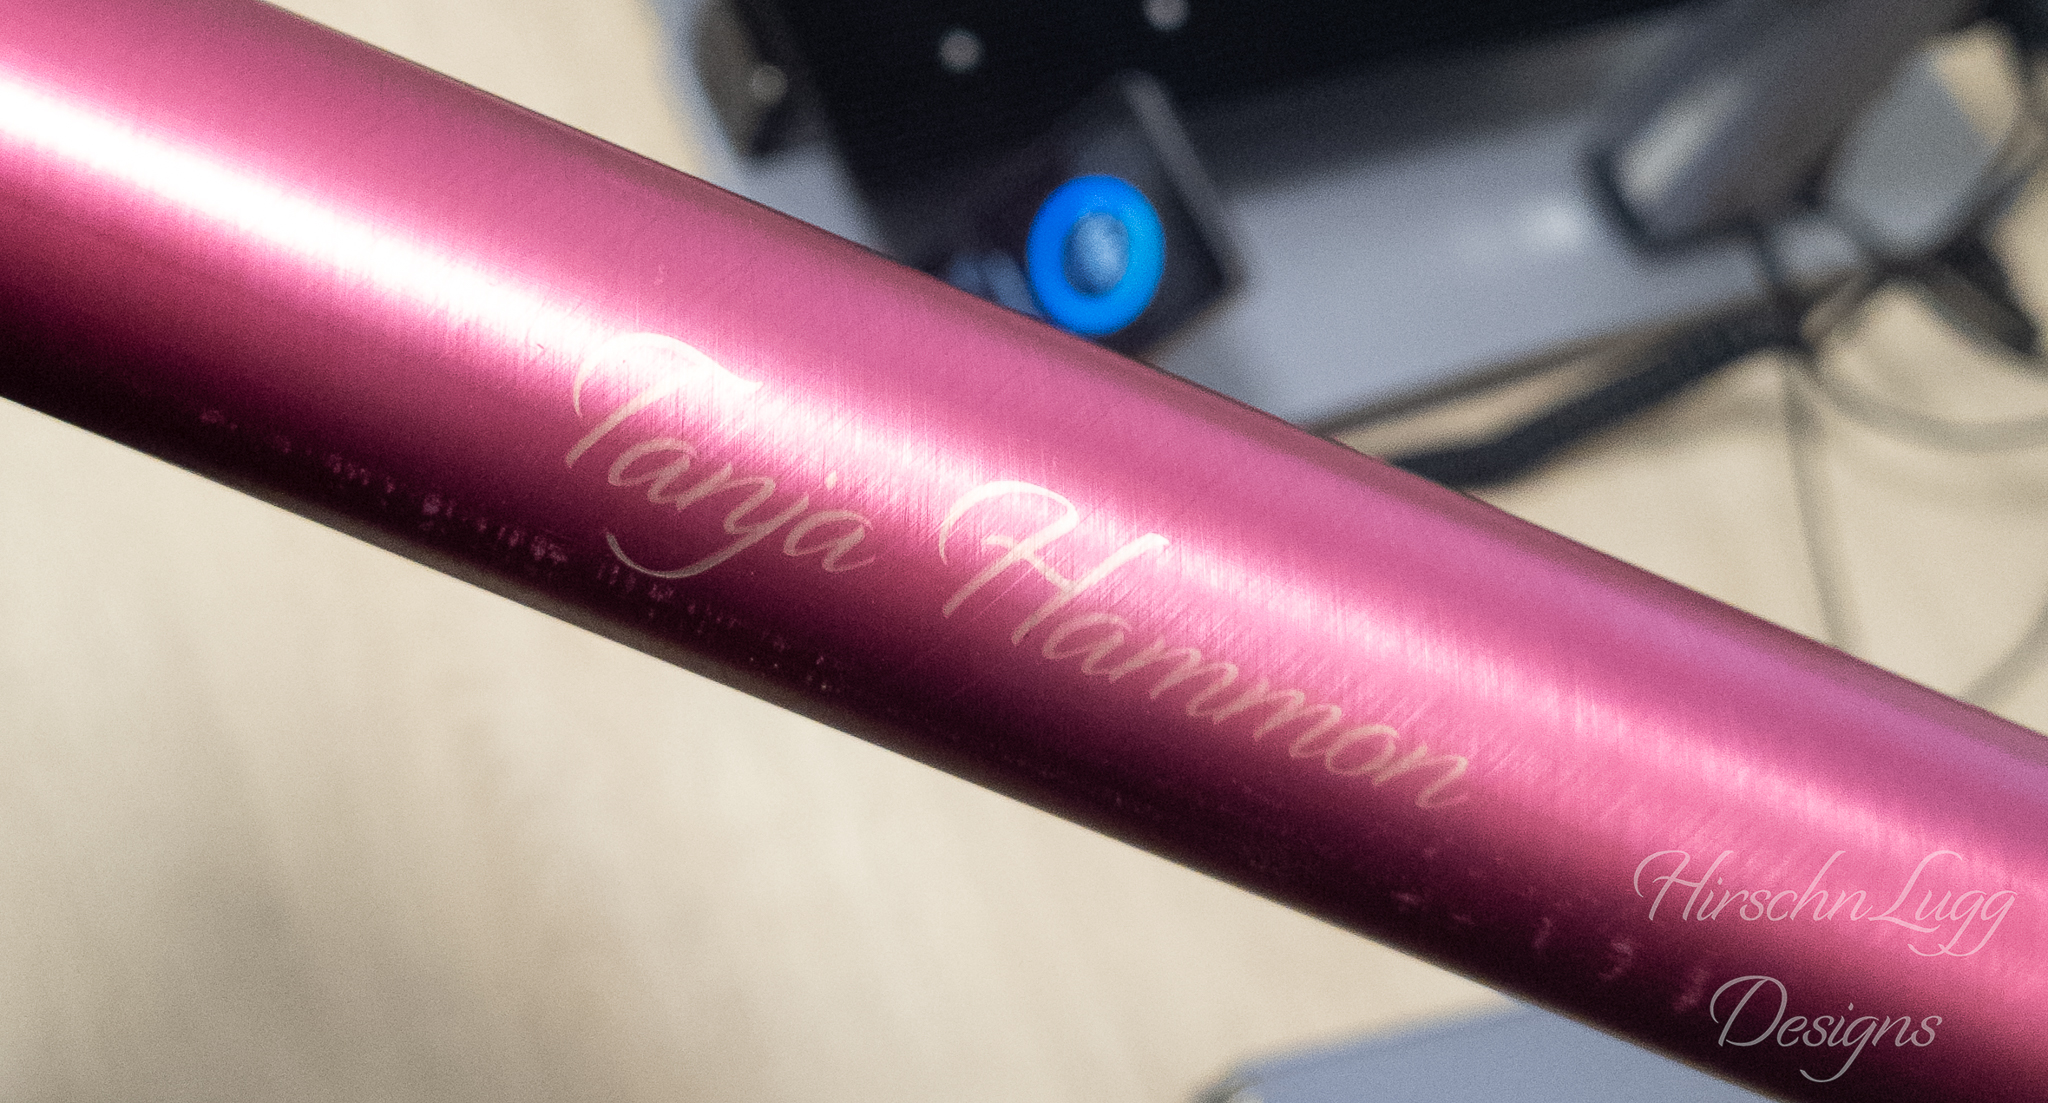 Tanja Hammon
HirschnLugg
Designs